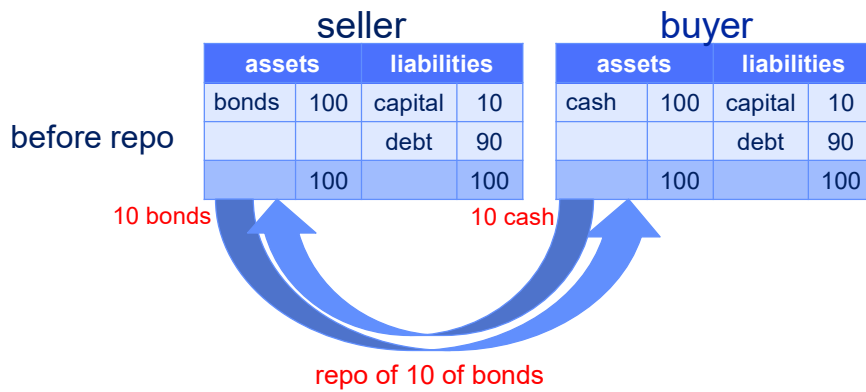 seller buyer
assets liabilities assets liabilities
bonds 100 capital 10 cash 100 capital 10
before repo debt 90 debt 90
100 100 100 100
10 bonds 10 cash
repo of 10 of bonds